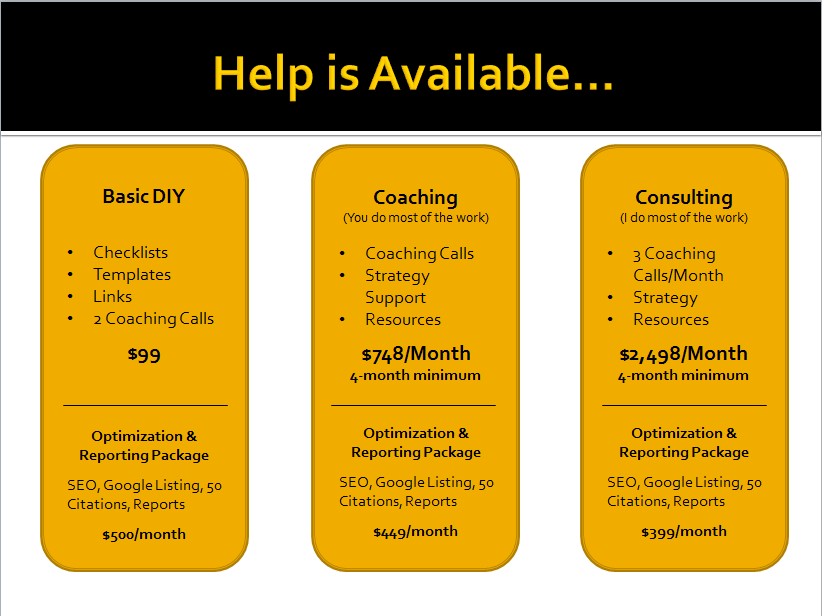 Help is Available...
Basic DIY
• Checklists
• Templates
• Links
• 2 Coaching Calls
$99
Optimization &
Reporting Package
SEO, Google Listing, 50
Citations, Reports
$500/month
Coaching
(You do most of the work)
• Coaching Calls
• Strategy
Support
• Resources
$748/Month
4-month minimum
Optimization &
Reporting Package
SEO, Google Listing, 50
Citations, Reports
$449/month
Consulting
(I do most of the work)
• 3 Coaching
Calls/Month
• Strategy
• Resources
$2,498/Month
4-month minimum
Optimization &
Reporting Package
SEO, Google Listing, 50
Citations, Reports
$399/month